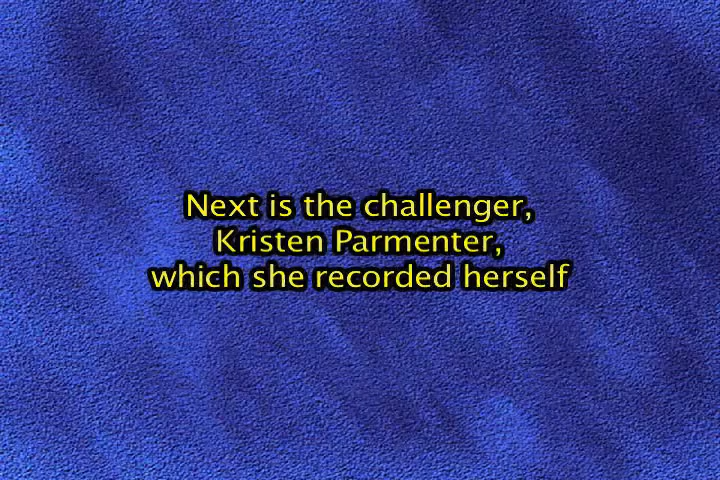 Next is the challenger,
Kristen Parmenter,
which she recorded herself